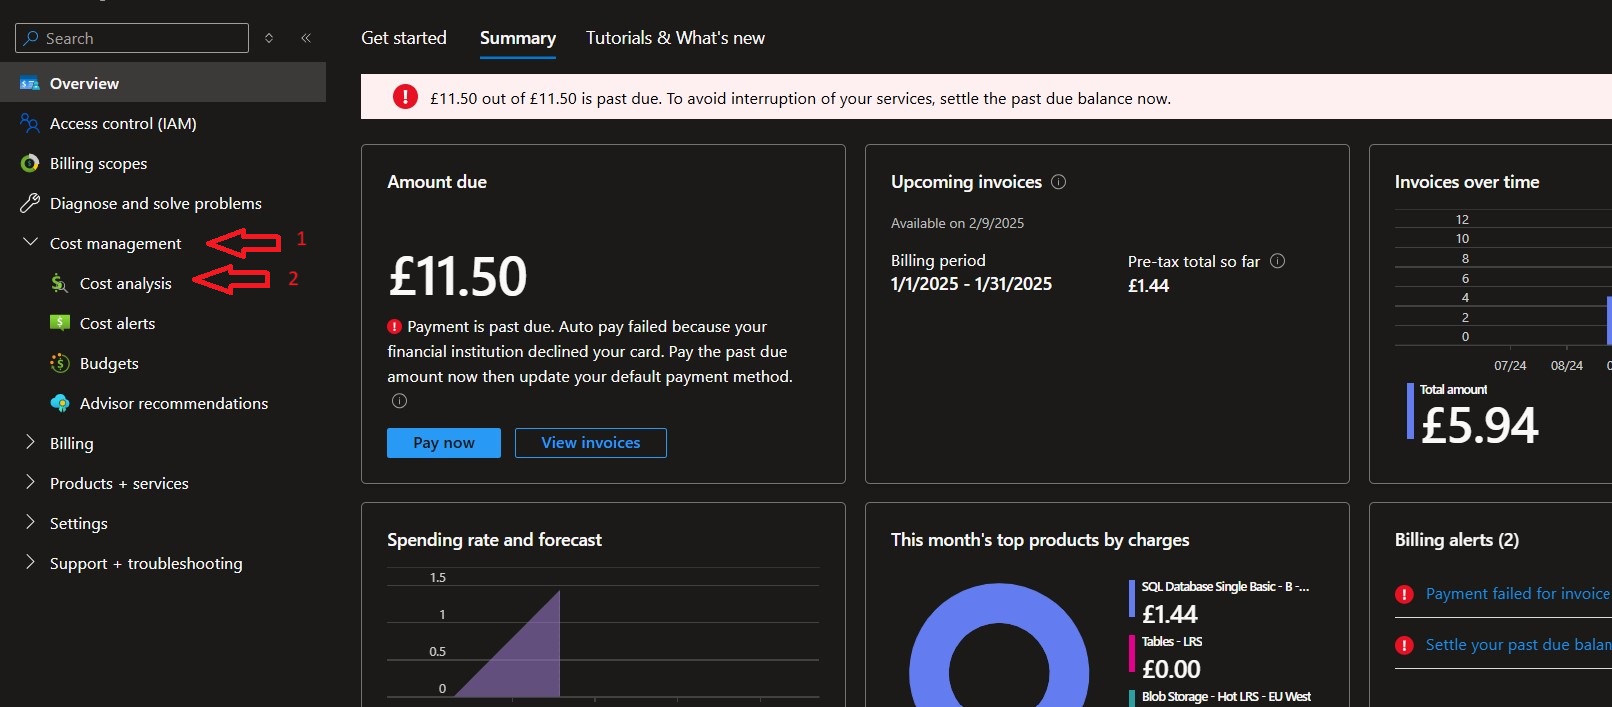 Search
Overview
Access control (IAM)
Billing scopes
Diagnose and solve problems
Cost management
1
Cost analysis
2
Cost alerts
Budgets
Advisor recommendations
Billing
Products + services
Settings
Support + troubleshooting
Get started
Summary
Tutorials & What's new
£11.50 out of £11.50 is past due. To avoid interruption of your services, settle the past due balance now.
Amount due
£11.50
Payment is past due. Auto pay failed because your
financial institution declined your card. Pay the past due
amount now then update your default payment method.
Pay now
View invoices
Upcoming invoices
Available on 2/9/2025
Billing period
1/1/2025 - 1/31/2025
Pre-tax total so far
£1.44
Invoices over time
12
10
8
6
4
2
0
07/24
08/24
Total amount
£5.94
Spending rate and forecast
1.5
1
0.5
0
This month's top products by charges
SQL Database Single Basic - B -...
£1.44
Tables - LRS
£0.00
Blob Storage - Hot LRS - EU West
Billing alerts (2)
Payment failed for invoice
Settle your past due balan